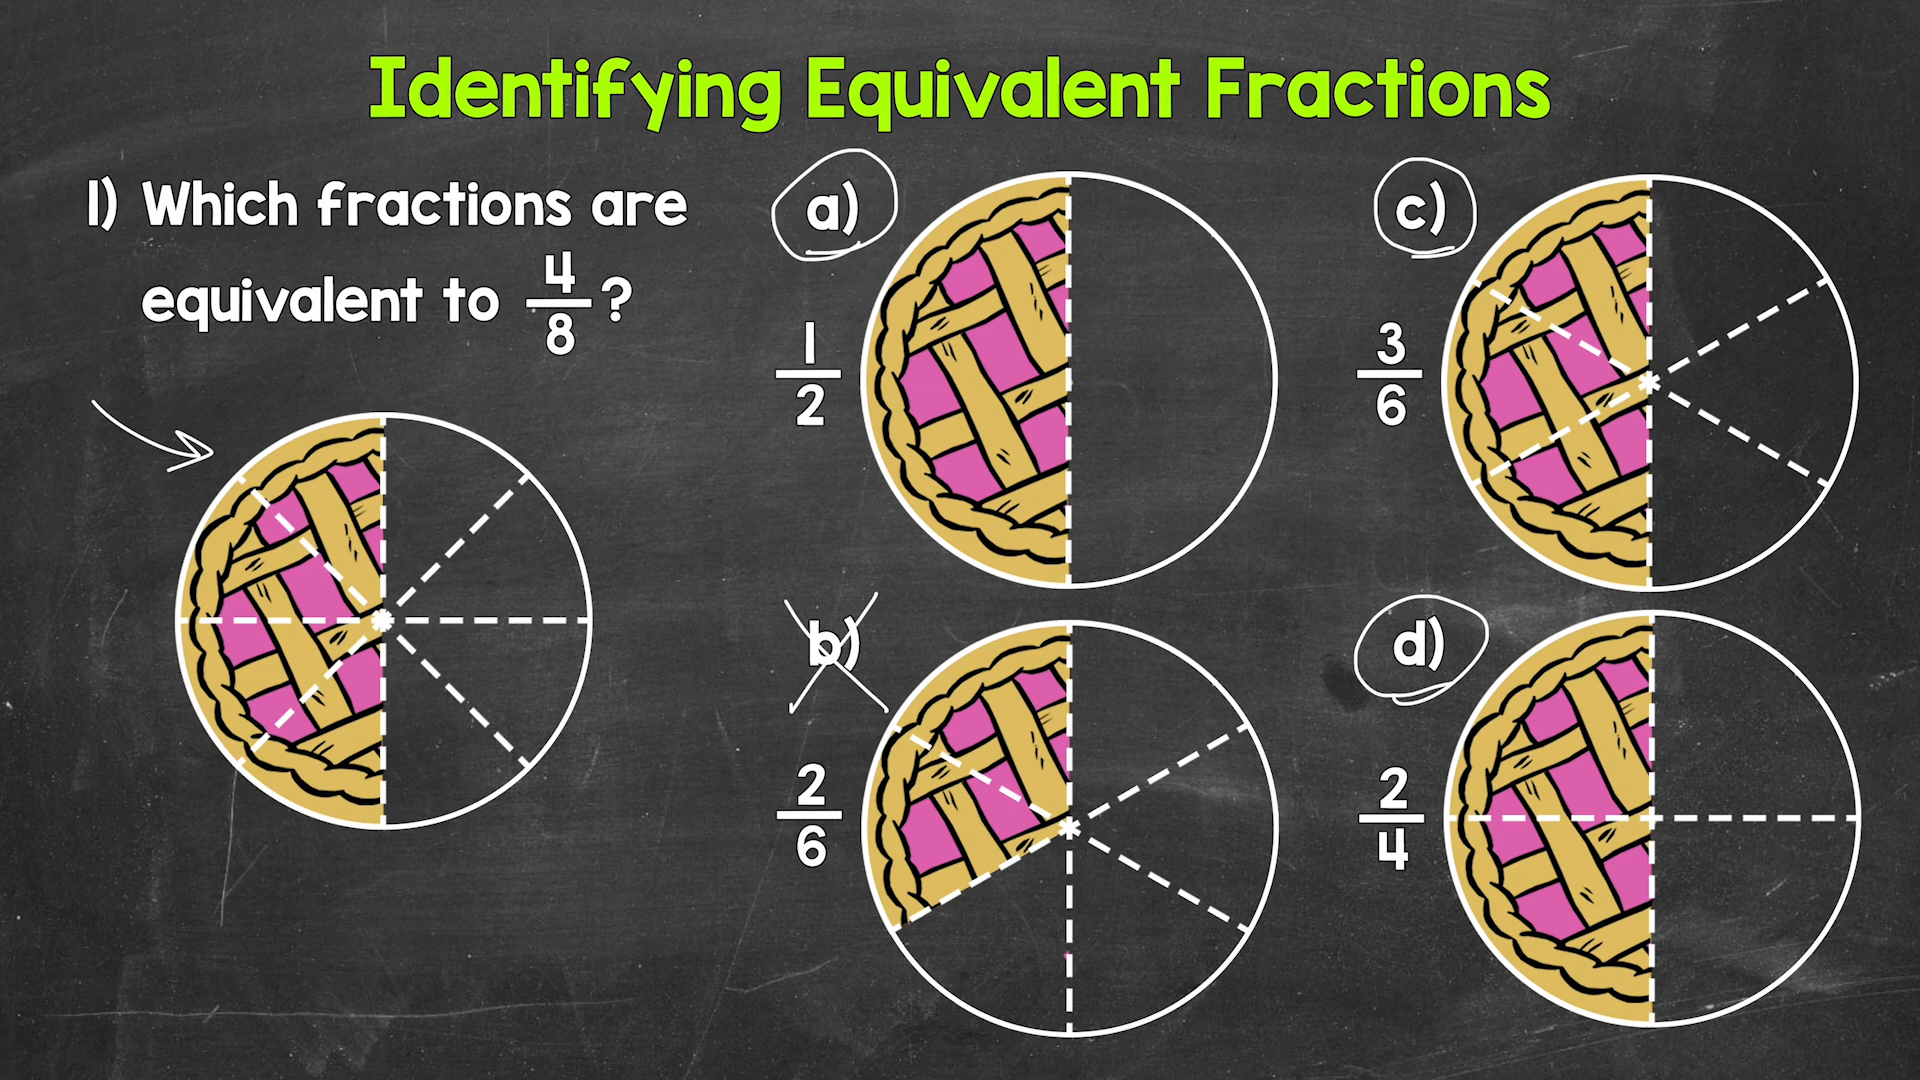 Identifying Equivalent Fractions
1) Which fractions are
equivalent to 4/8?
a)
1/2
b)
2/6
c)
3/6
d)
2/4